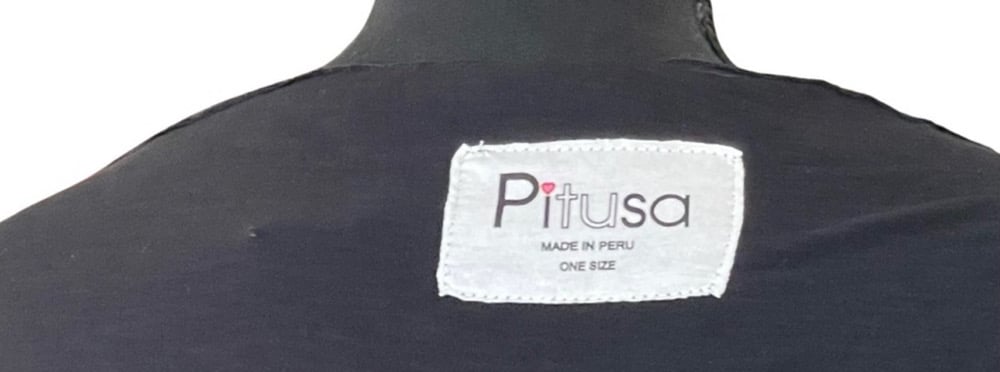 Pitusa
MADE IN PERU
ONE SIZE